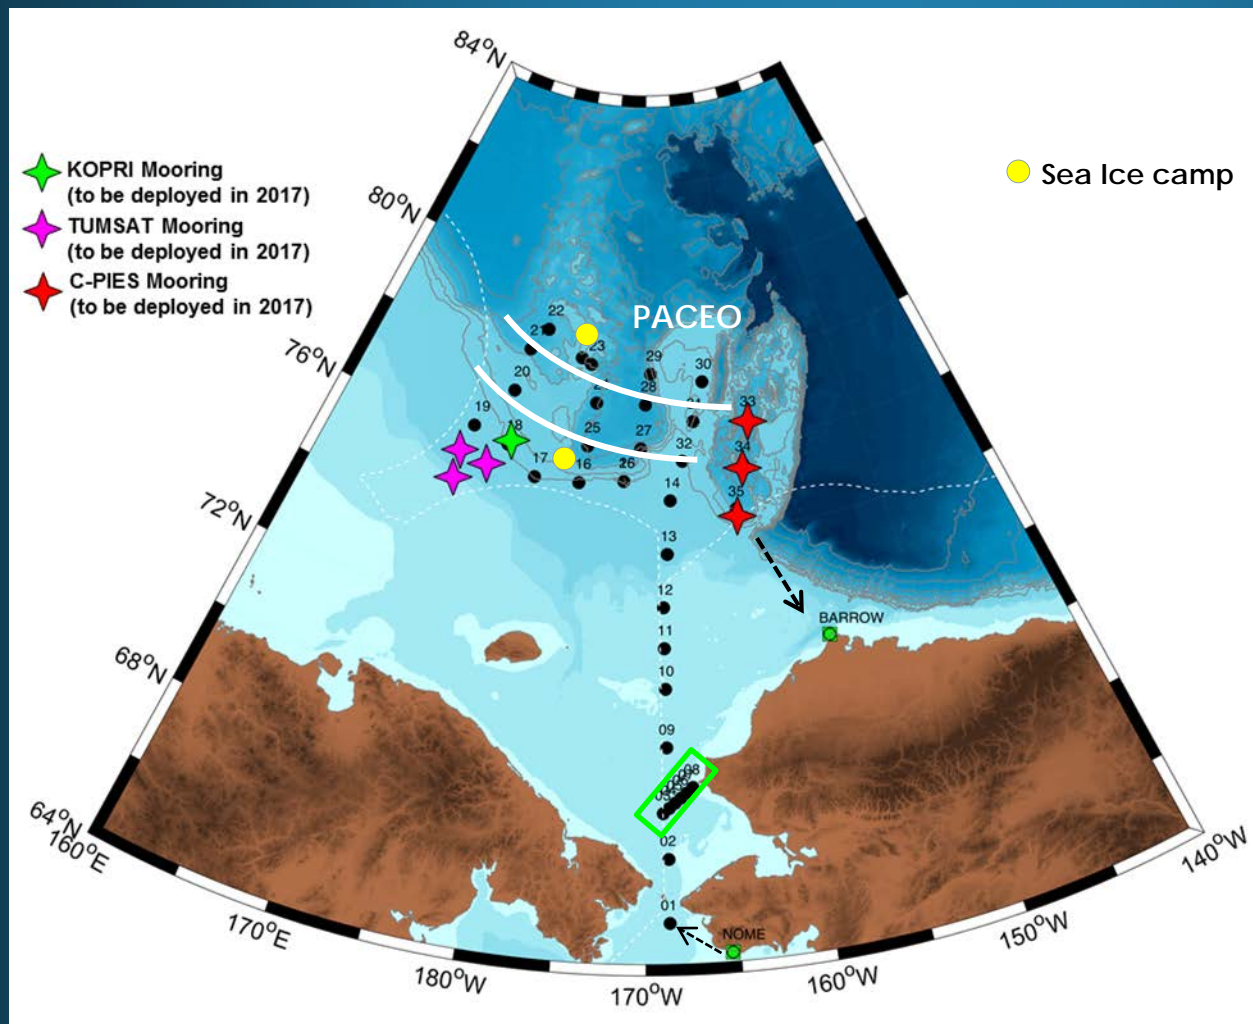 84°N
KOPRI Mooring
(to be deployed in 2017)
TUMSAT Mooring
(to be deployed in 2017)
C-PIES Mooring
(to be deployed in 2017)
Sea Ice camp
80°N
76°N
72°N
68°N
64°N
160°E
170°E
180°W
170°W
160°W
150°W
140°W
PACEO
22
21
23
29
30
20
28
33
19
18
25
27
34
17
16
26
32
35
14
13
12
11
10
09
08
02
01
BARROW
NOME